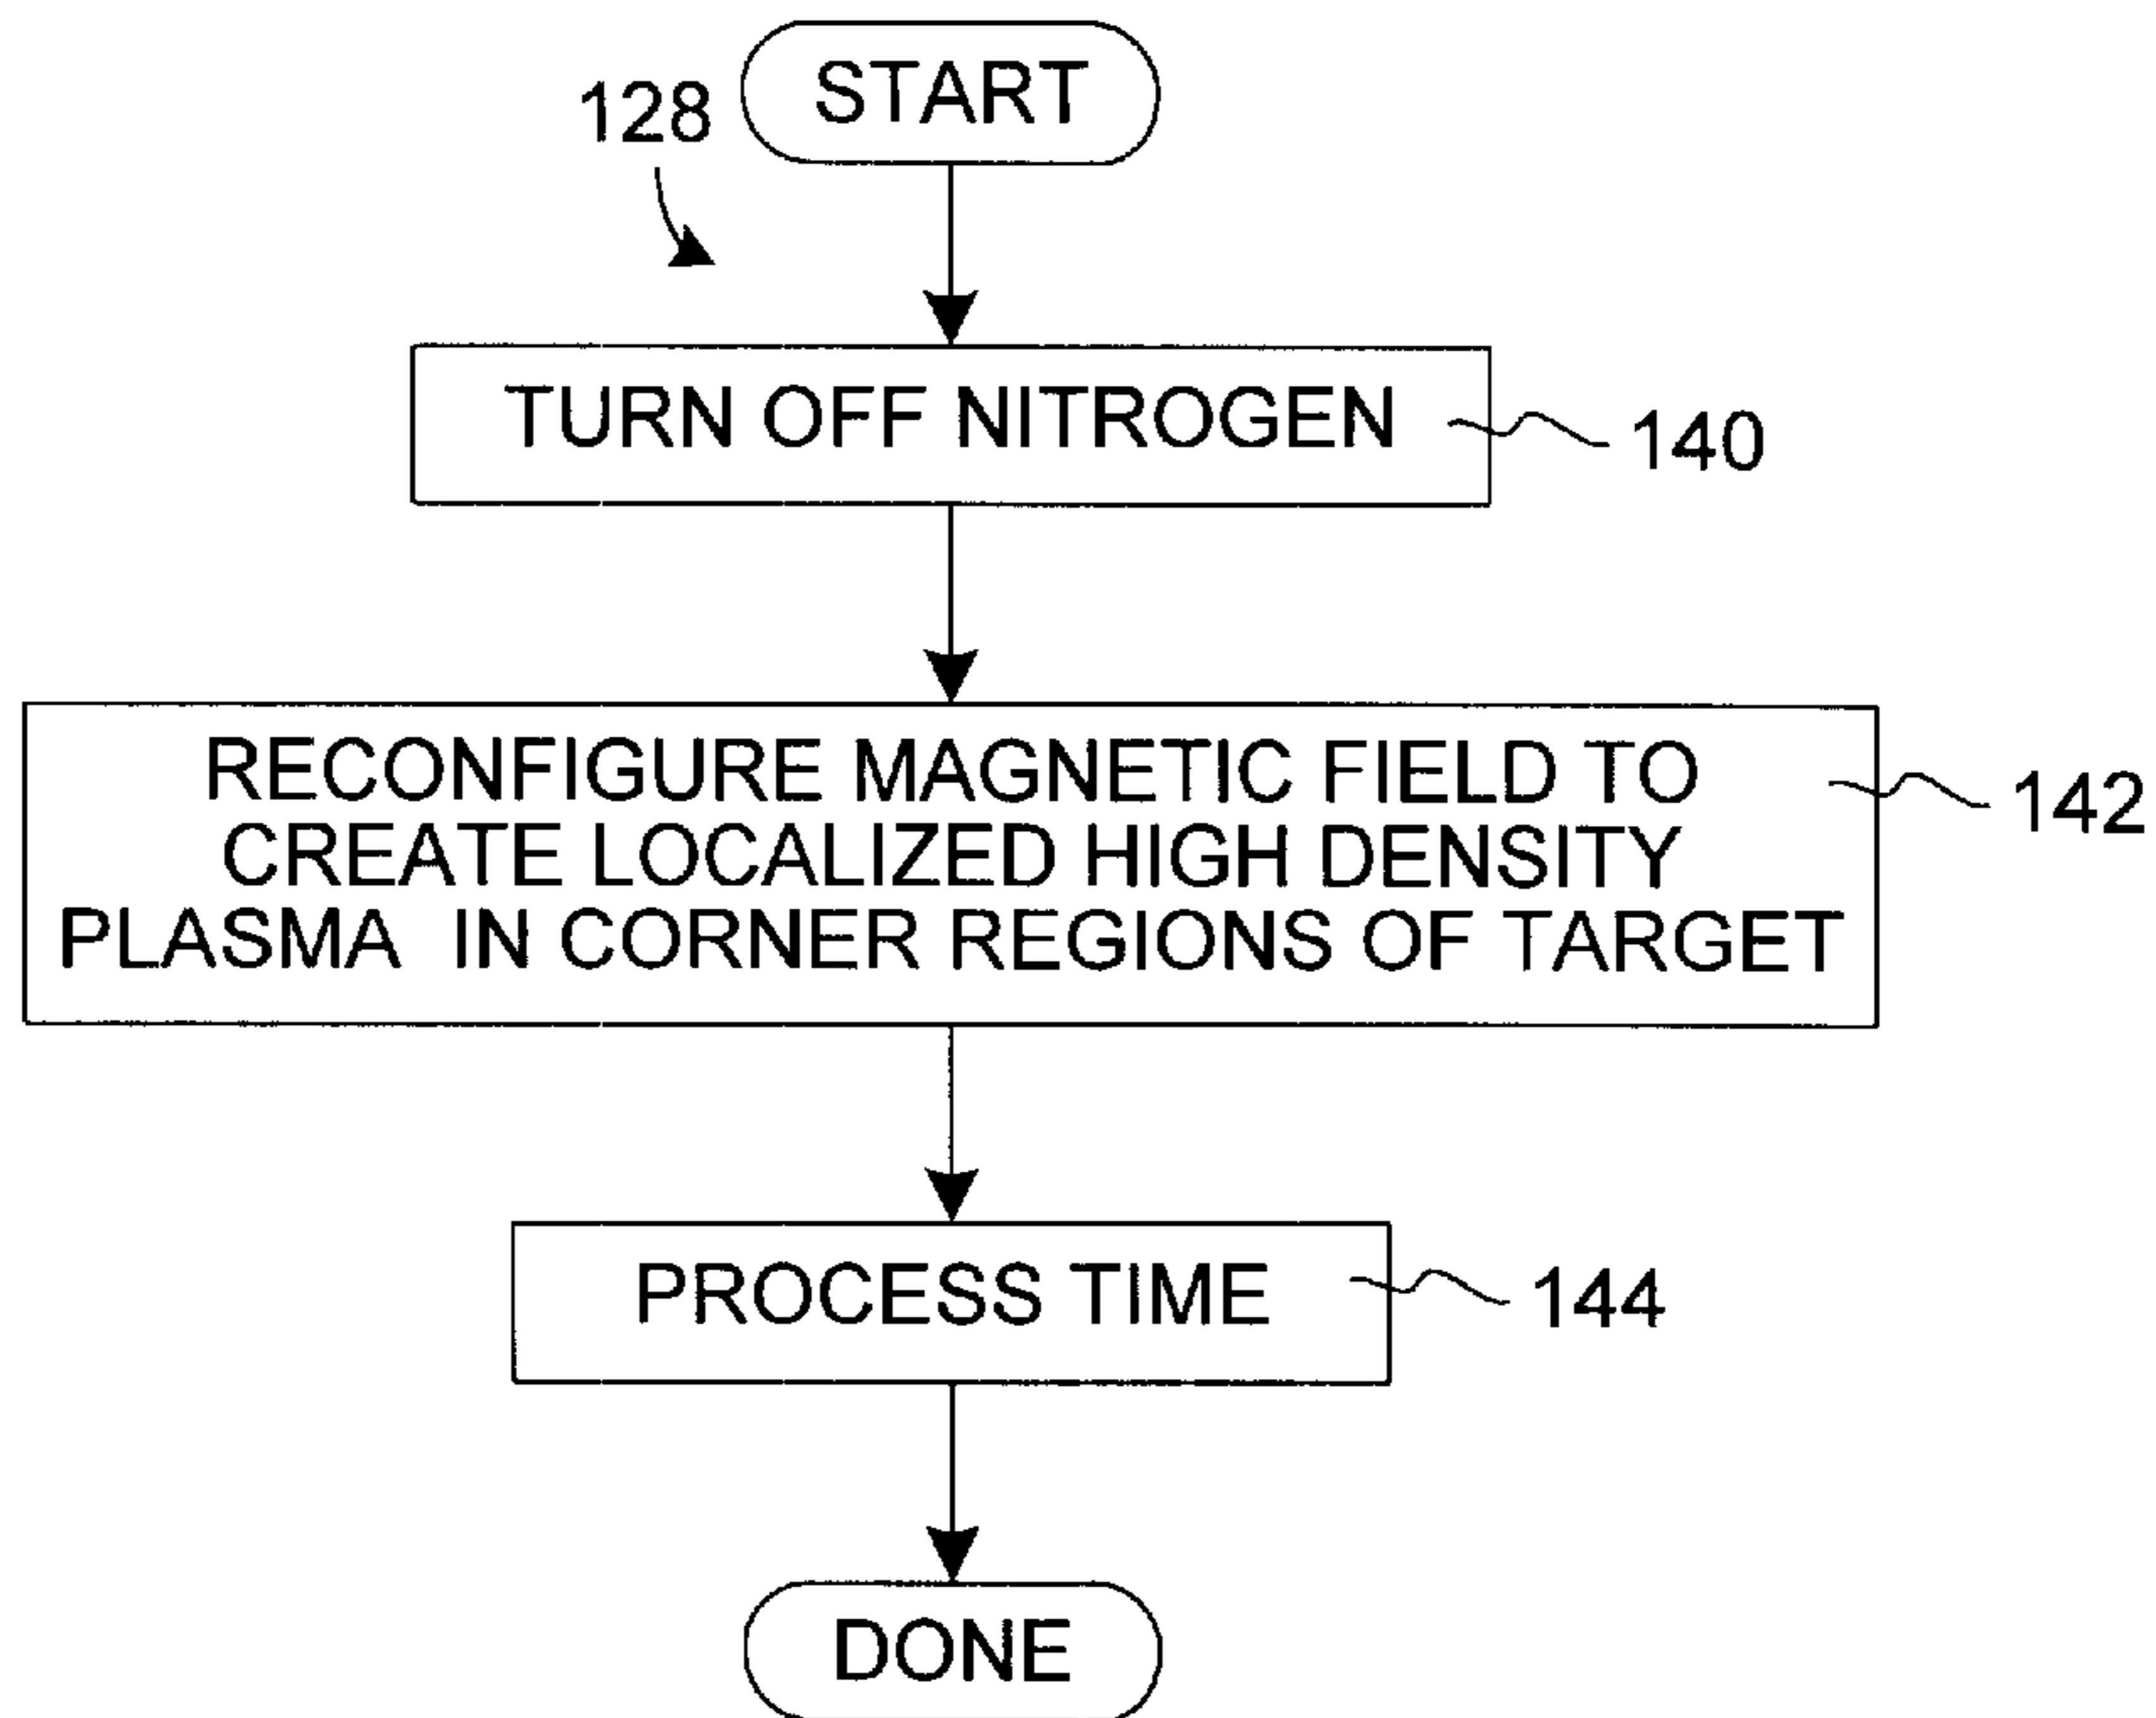 START
128
TURN OFF NITROGEN
140
RECONFIGURE MAGNETIC FIELD TO
CREATE LOCALIZED HIGH DENSITY
PLASMA IN CORNER REGIONS OF TARGET
142
PROCESS TIME
144
DONE